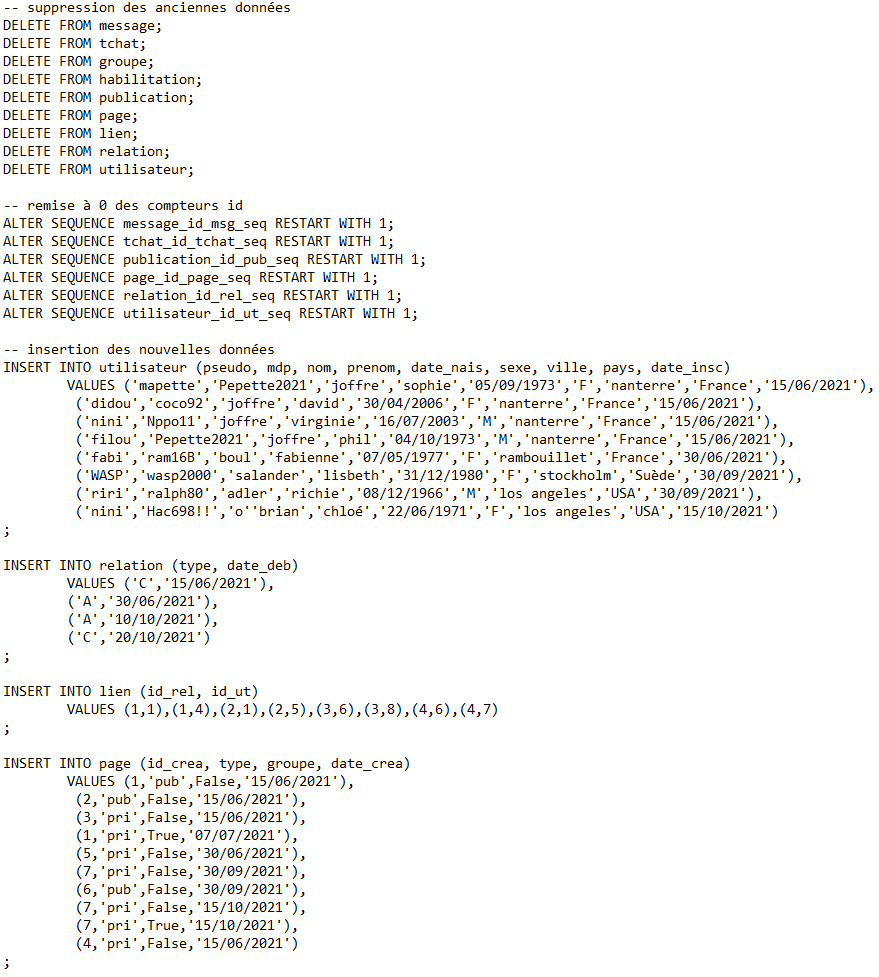 -- suppression des anciennes données
DELETE FROM message;
DELETE FROM tchat;
DELETE FROM groupe;
DELETE FROM habilitation;
DELETE FROM publication;
DELETE FROM page;
DELETE FROM lien;
DELETE FROM relation;
DELETE FROM utilisateur;

-- remise à 0 des compteurs id
ALTER SEQUENCE message_id_msg_seq RESTART WITH 1;
ALTER SEQUENCE tchat_id_tchat_seq RESTART WITH 1;
ALTER SEQUENCE publication_id_pub_seq RESTART WITH 1;
ALTER SEQUENCE page_id_page_seq RESTART WITH 1;
ALTER SEQUENCE relation_id_rel_seq RESTART WITH 1;
ALTER SEQUENCE utilisateur_id_ut_seq RESTART WITH 1;

-- insertion des nouvelles données
INSERT INTO utilisateur (pseudo, mdp, nom, prenom, date_nais, sexe, ville, pays, date_insc)
        VALUES ('mapette','Pepette2021','joffre','sophie','05/09/1973','F','nanterre','France','15/06/2021'),
         ('didou','coco92','joffre','david','30/04/2006','F','nanterre','France','15/06/2021'),
         ('nini','Nppo11','joffre','virginie','16/07/2003','M','nanterre','France','15/06/2021'),
         ('filou','Pepette2021','joffre','phil','04/10/1973','M','nanterre','France','15/06/2021'),
         ('fabi','ram16B','boul','fabienne','07/05/1977','F','rambouillet','France','30/06/2021'),
         ('WASP','wasp2000','salander','lisbeth','31/12/1980','F','stockholm','Suède','30/09/2021'),
         ('riri','ralph80','adler','richie','08/12/1966','M','los angeles','USA','30/09/2021'),
         ('nini','Hac698!!','o''brian','chloé','22/06/1971','F','los angeles','USA','15/10/2021')
;

INSERT INTO relation (type, date_deb)
        VALUES ('C','15/06/2021'),
        ('A','30/06/2021'),
        ('A','10/10/2021'),
        ('C','20/10/2021')
;

INSERT INTO lien (id_rel, id_ut)
        VALUES (1,1),(1,4),(2,1),(2,5),(3,6),(3,8),(4,6),(4,7)
;

INSERT INTO page (id_crea, type, groupe, date_crea)
        VALUES (1,'pub',False,'15/06/2021'),
         (2,'pub',False,'15/06/2021'),
         (3,'pri',False,'15/06/2021'),
         (1,'pri',True,'07/07/2021'),
         (5,'pri',False,'30/06/2021'),
         (7,'pri',False,'30/09/2021'),
         (6,'pub',False,'30/09/2021'),
         (7,'pri',False,'15/10/2021'),
         (7,'pri',True,'15/10/2021'),
         (4,'pri',False,'15/06/2021')
;